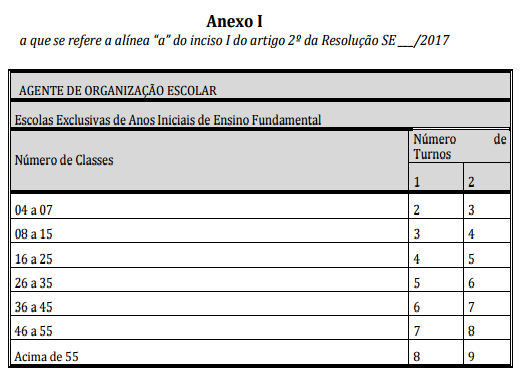 Anexo I
a que se refere a alínea “a” do inciso I do artigo 2º da Resolução SE ___/2017
AGENTE DE ORGANIZAÇÃO ESCOLAR
Escolas Exclusivas de Anos Iniciais de Ensino Fundamental
Número de Classes
Número de
Turnos
1 2
04 a 07 2 3
08 a 15 3 4
16 a 25 4 5
26 a 35 5 6
36 a 45 6 7
46 a 55 7 8
Acima de 55 8 9